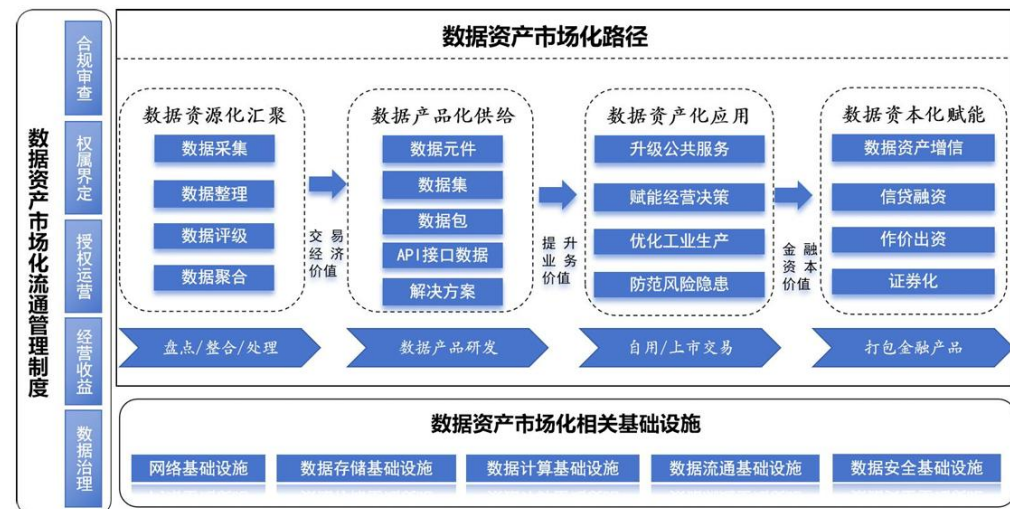 数据资产市场化流通管理制度
合规审查
权属界定
授权运营
经营收益
数据治理
数据资产市场化路径
数据资源化汇聚
数据采集
数据整理
数据评级
数据聚合
交易
经济
价值
数据产品化供给
数据元件
数据集
数据包
API接口数据
解决方案
提升
业务
价值
数据资产化应用
升级公共服务
赋能经营决策
优化工业生产
防范风险隐患
金融
资本
价值
数据资本化赋能
数据资产增信
信贷融资
作价出资
证券化
盘点/整合/处理
数据产品研发
自用/上市交易
打包金融产品
数据资产市场化相关基础设施
网络基础设施
数据存储基础设施
数据计算基础设施
数据流通基础设施
数据安全基础设施